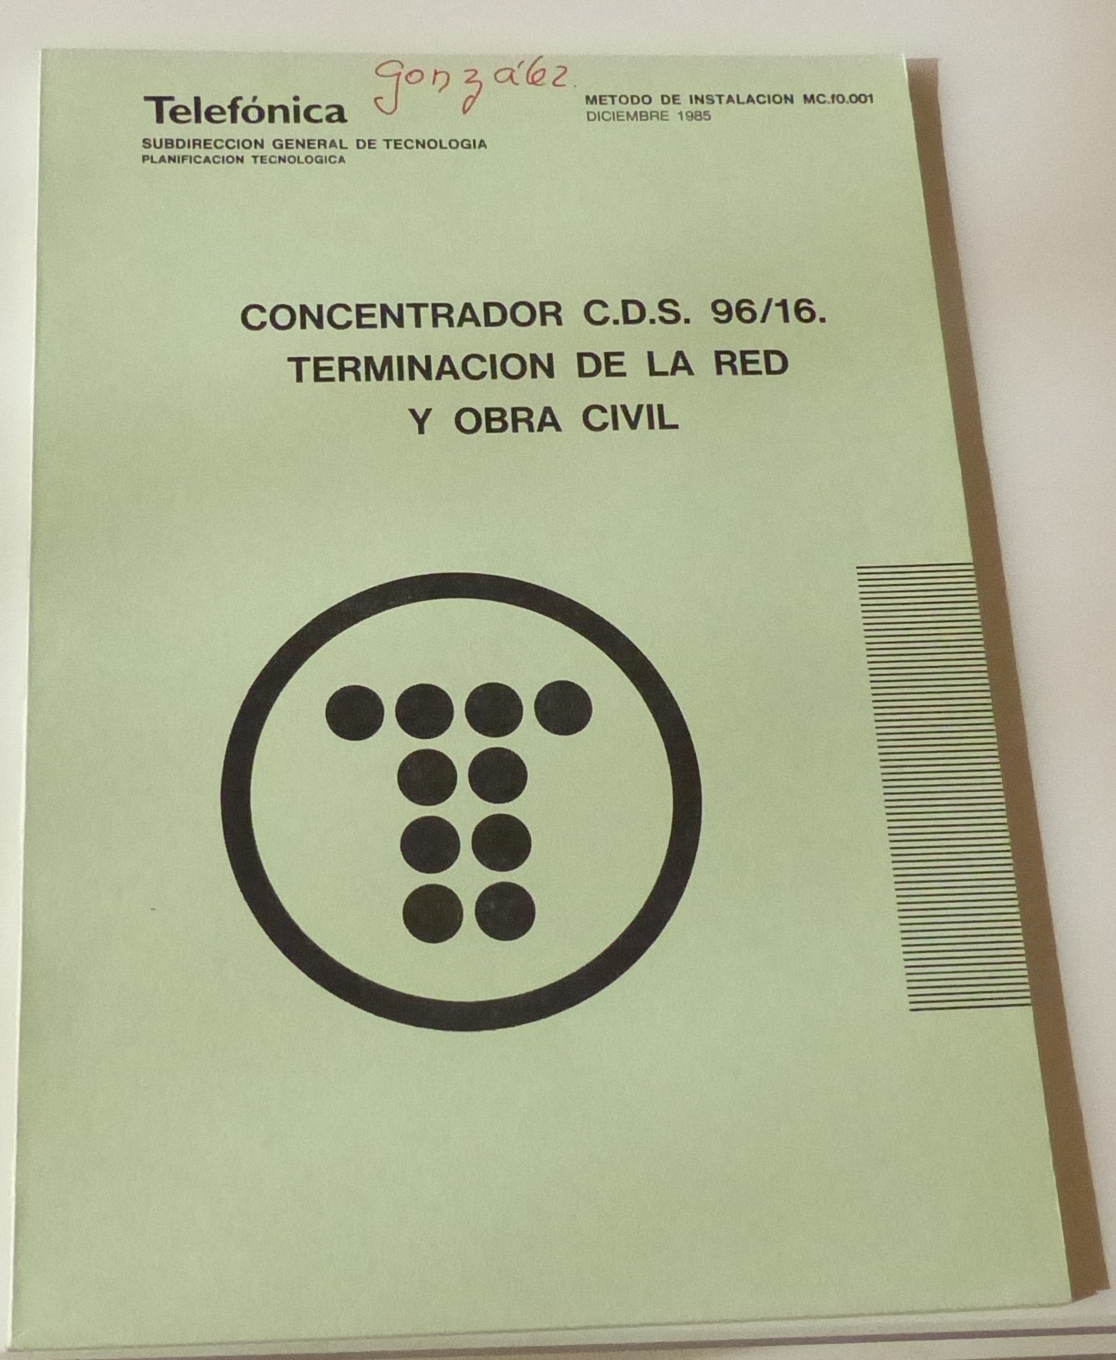 González.
Telefónica
SUBDIRECCION GENERAL DE TECNOLOGIA
PLANIFICACION TECNOLOGICA
METODO DE INSTALACION MC.f0.001
DICIEMBRE 1985
CONCENTRADOR C.D.S. 96/16.
TERMINACION DE LA RED
Y OBRA CIVIL